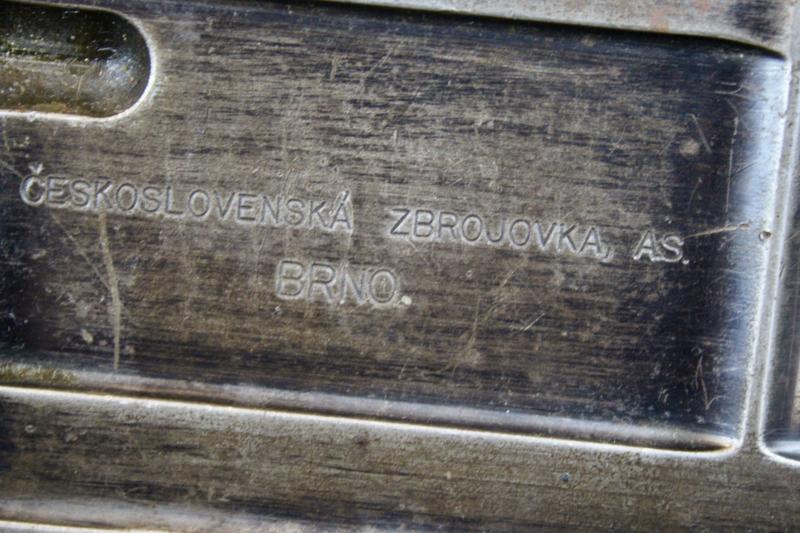 ČESKOSLOVENSKÁ ZBROJOVKA, AS.
BRNO.